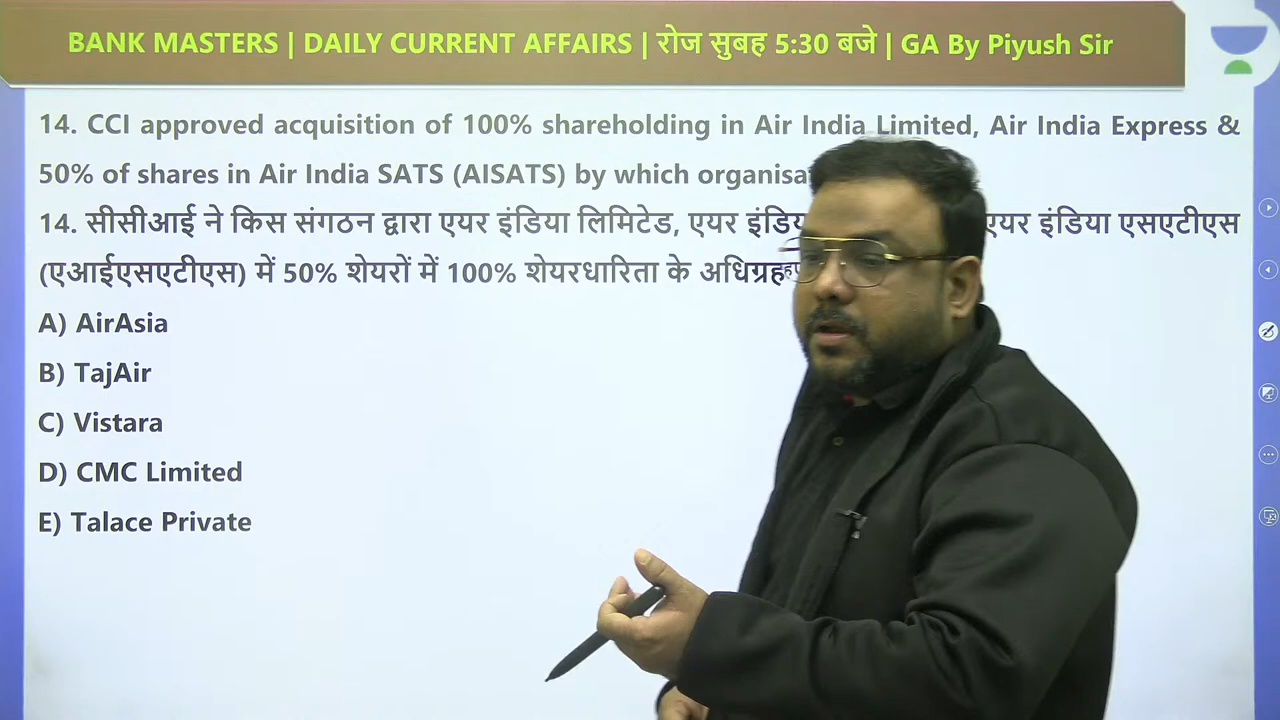 BANK MASTERS | DAILY CURRENT AFFAIRS | रोज सुबह 5:30 बजे | GA By Piyush Sir
14. CCI approved acquisition of 100% shareholding in Air India Limited, Air India Express &
50% of shares in Air India SATS (AISATS) by which
14. सीसीआई ने किस संगठन द्वारा एयर इंडिया लिमिटेड, एयर एयर इंडिया एसएटीएस
(एआईएसएटीएस) में 50% शेयरों में 100% शेयरधारिता के
A) AirAsia
B) TajAir
C) Vistara
D) CMC Limited
E) Talace Private